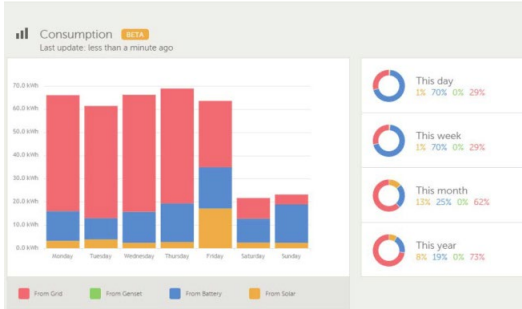 Consumption BETA
Last update: less than a minute ago
70.0 kWh
60.0 kWh
50.0 kWh
40.0 kWh
30.0 kWh
20.0 kWh
10.0 kWh
0.0 kWh
Monday Tuesday Wednesday Thursday Friday Saturday Sunday
From Grid From Genset From Battery From Solar
This day
1% 70% 0% 29%
This week
1% 70% 0% 29%
This month
13% 25% 0% 62%
This year
8% 19% 0% 73%